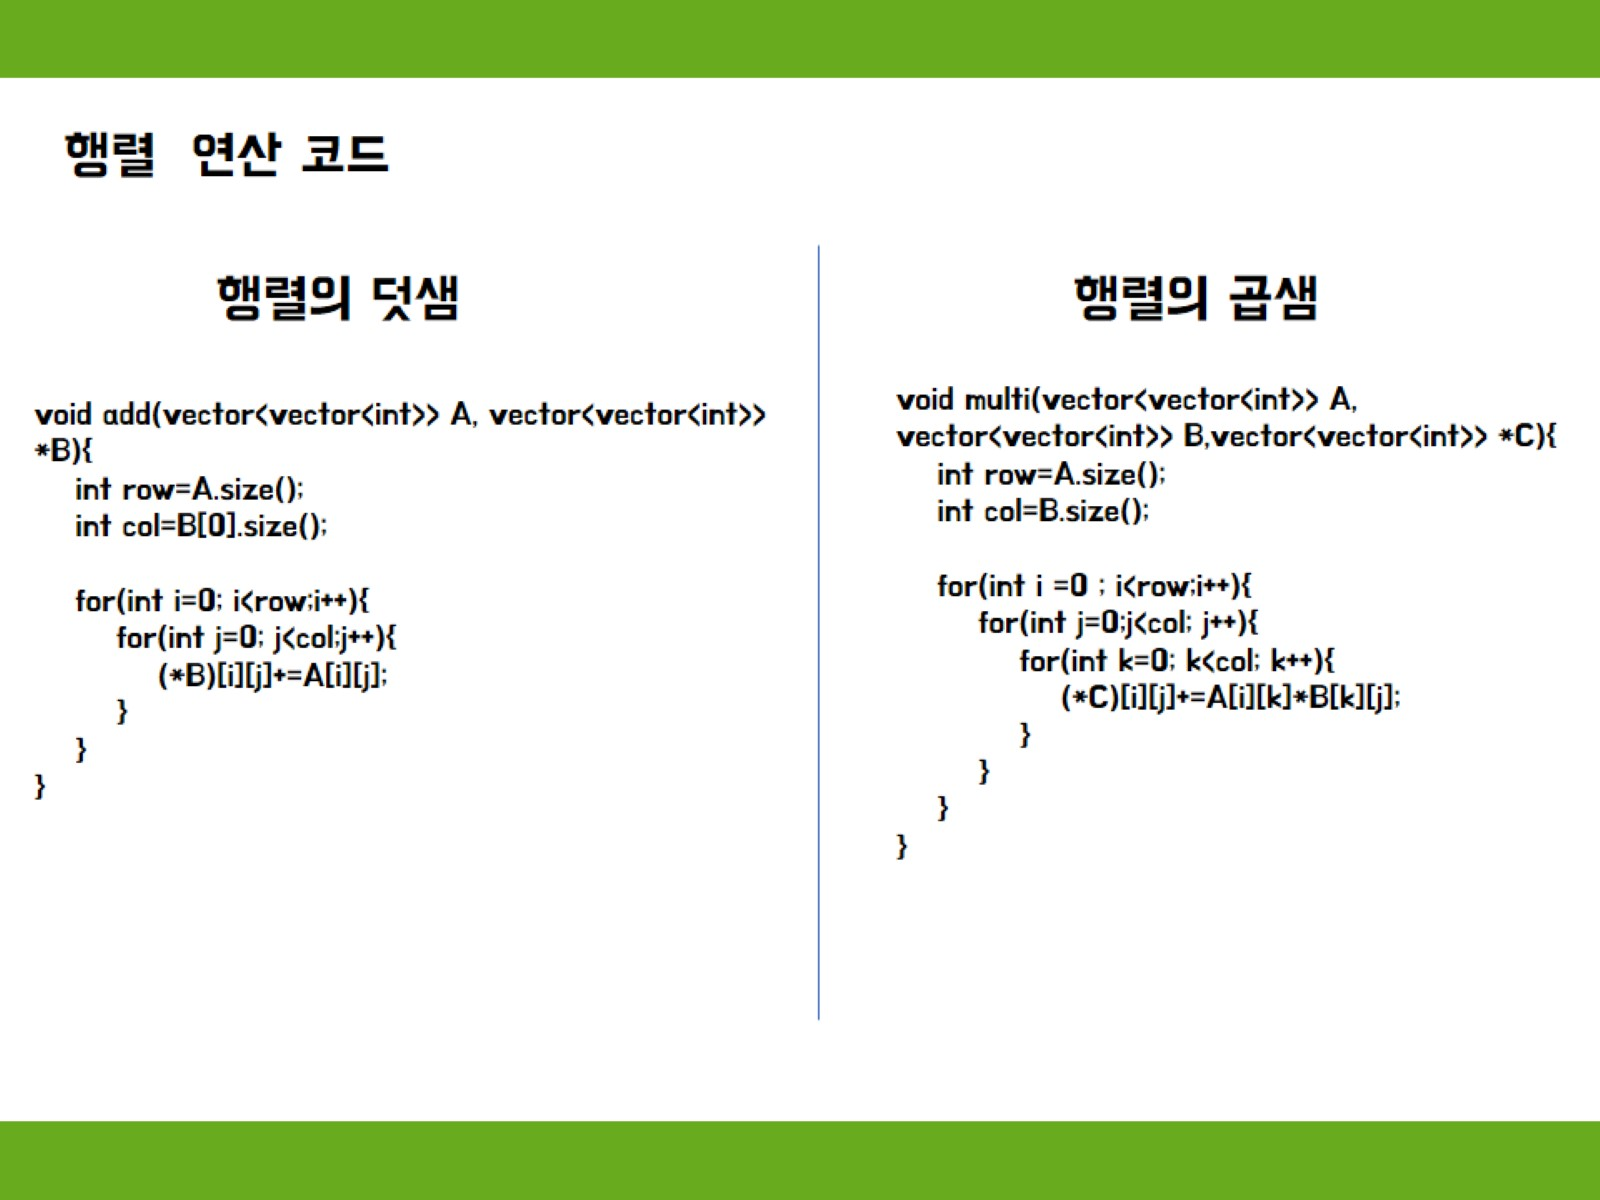 행렬  연산 코드
행렬의 덧셈
void add(vector<vector<int>> A, vector<vector<int>>
*B){
int row=A.size();
int col=B[0].size();
for(int i=0; i<row;i++){
for(int j=0; j<col;j++){
(*B)[i][j]+=A[i][j];
}
}
}
행렬의 곱샘
void multi(vector<vector<int>> A,
vector<vector<int>> B,vector<vector<int>> *C){
int row=A.size();
int col=B.size();
for(int i =0 ; i<row;i++){
for(int j=0;j<col; j++){
for(int k=0; k<col; k++){
(*C)[i][j]+=A[i][k]*B[k][j];
}
}
}
}